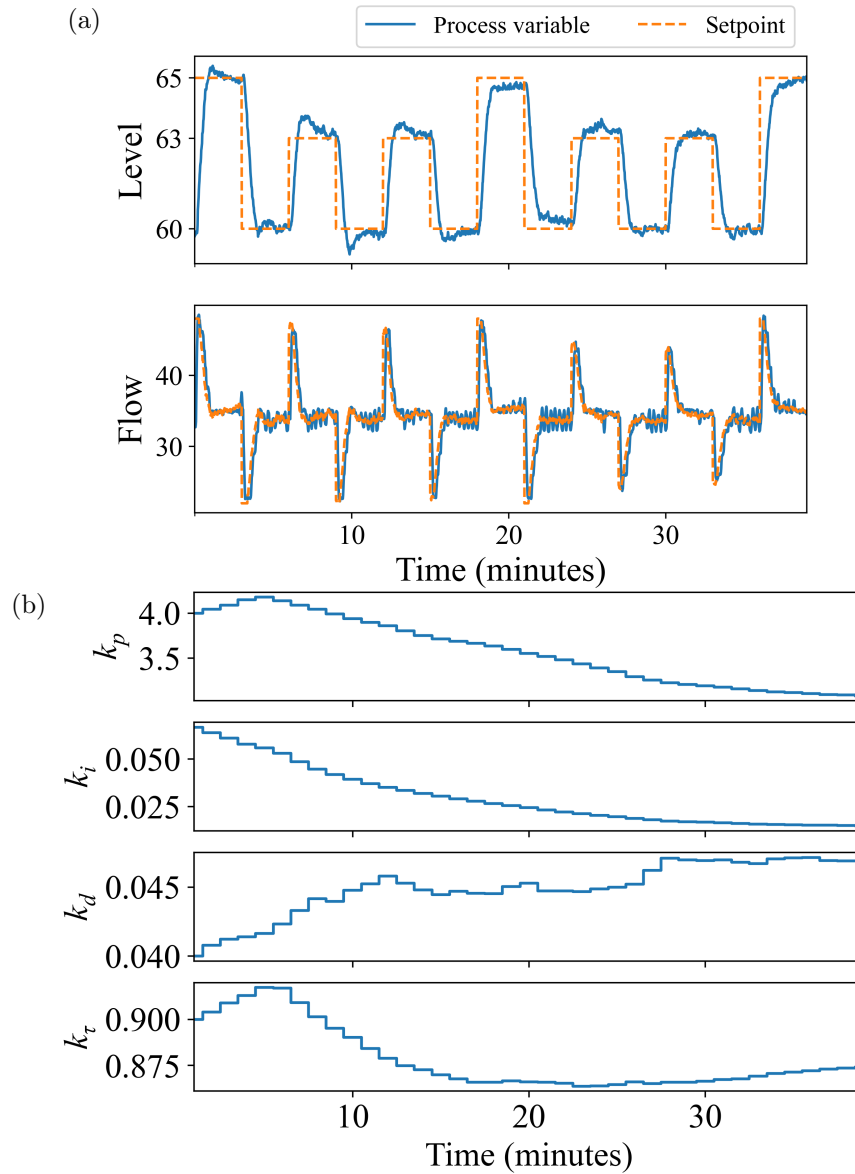 (a)
Process variable
Setpoint
65
63
60
Level
40
30
Flow
10
20
30
Time (minutes)
(b)
4.0
3.5
k_p
0.050
0.025
k_i
0.045
0.040
k_d
0.900
0.875
k_τ
10
20
30
Time (minutes)